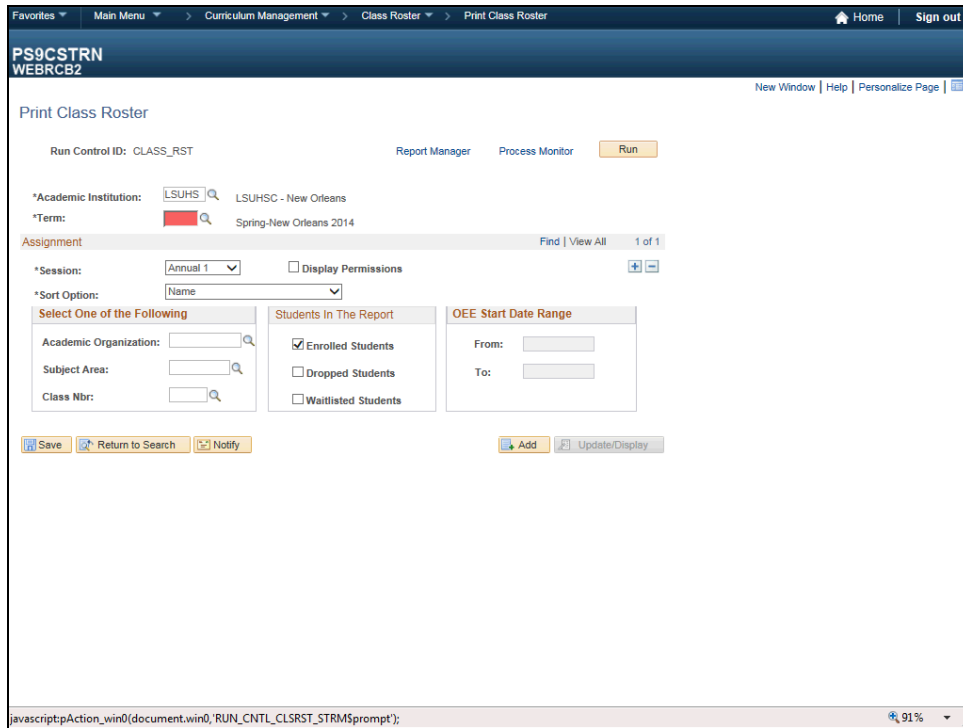 Favorites Main Menu > Curriculum Management > Class Roster > Print Class Roster Home Sign out
PS9CSTRN
WEBRCB2
New Window | Help | Personalize Page |
Print Class Roster
Run Control ID: CLASS_RST Report Manager Process Monitor Run
*Academic Institution: LSUHS LSUHSC - New Orleans
*Term: Spring-New Orleans 2014
Assignment Find | View All 1 of 1
*Session: Annual 1 Display Permissions
*Sort Option: Name
Select One of the Following Students In The Report OEE Start Date Range
Academic Organization: Enrolled Students From:
Subject Area: Dropped Students To:
Class Nbr: Waitlisted Students
Save Return to Search Notify Add Update/Display
javascript:pAction_win0(document.win0,'RUN_CNTL_CLSRST_STRM$prompt'); 91%